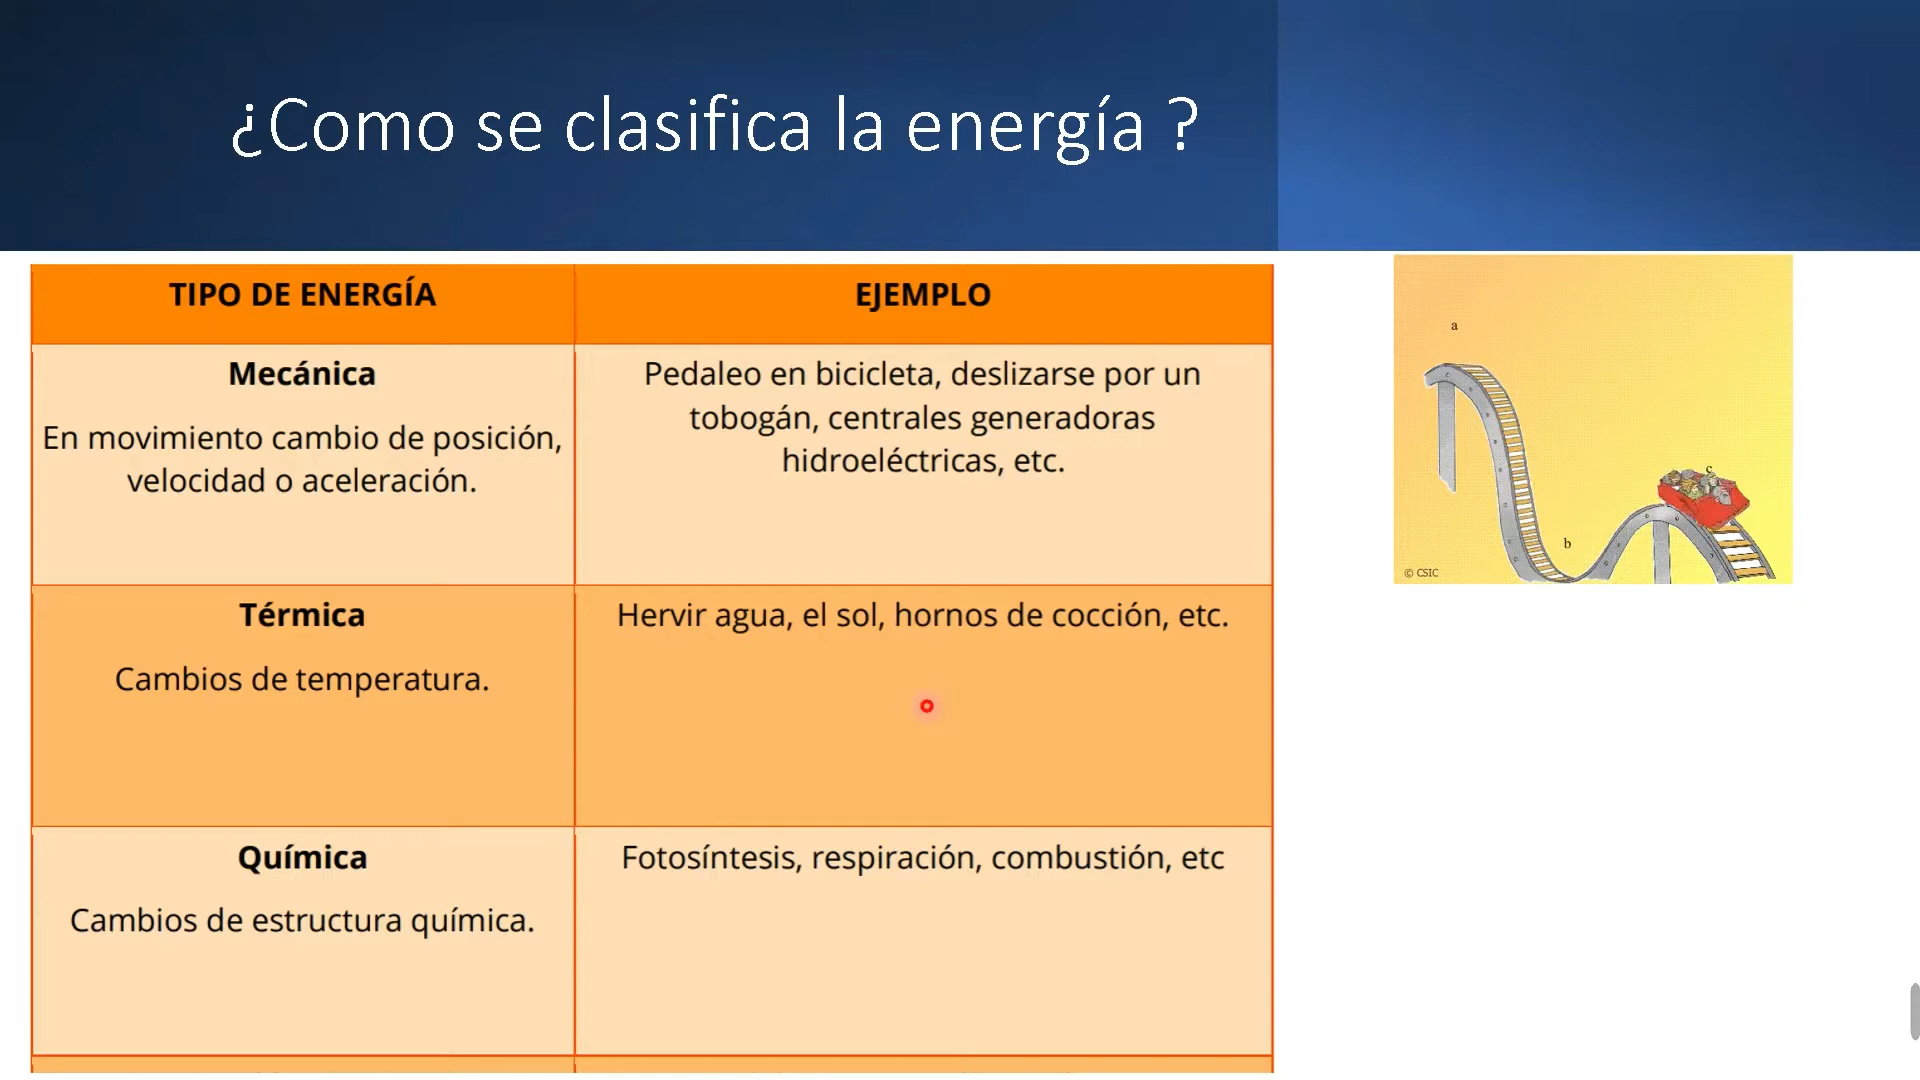 ¿Como se clasifica la energía ?
TIPO DE ENERGÍA
EJEMPLO
Mecánica
En movimiento cambio de posición,
velocidad o aceleración.
Pedaleo en bicicleta, deslizarse por un
tobogán, centrales generadoras
hidroeléctricas, etc.
Térmica
Cambios de temperatura.
Hervir agua, el sol, hornos de cocción, etc.
Química
Cambios de estructura química.
Fotosíntesis, respiración, combustión, etc
a
c
b
© CSIC